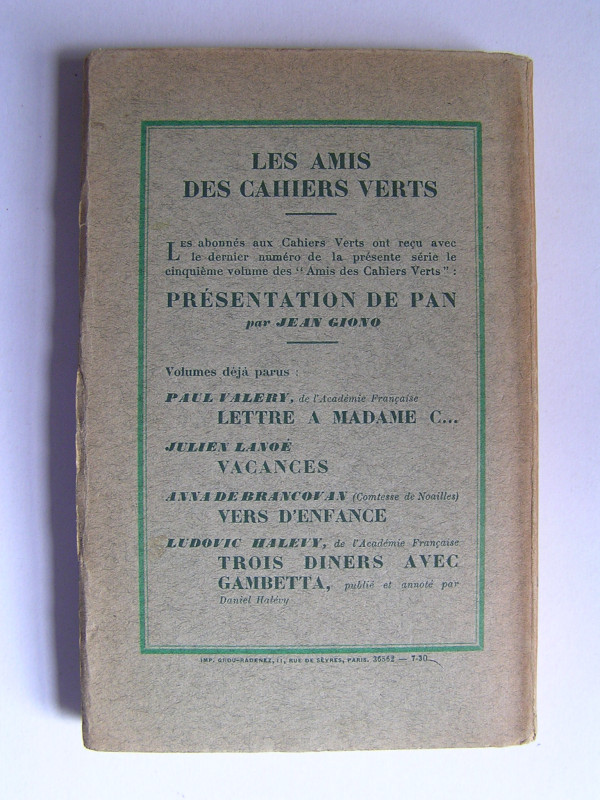 LES AMIS
DES CAHIERS VERTS
LES abonnés aux Cahiers Verts ont reçu avec
le dernier numéro de la présente série le
cinquième volume des "Amis des Cahiers Verts" :
PRÉSENTATION DE PAN
par JEAN GIONO
Volumes déjà parus :
PAUL VALERY, de l'Académie Française
LETTRE A MADAME C...
JULIEN LANOÉ
VACANCES
ANNA DE BRANCOVAN (Comtesse de Noailles)
VERS D'ENFANCE
LUDOVIC HALEVY, de l'Académie Française
TROIS DINERS AVEC
GAMBETTA, publié et annoté par
Daniel Halévy
IMP. CRDU-RADENEZ, 11, RUE DE SÈVRES, PARIS. 36562 — 7-30